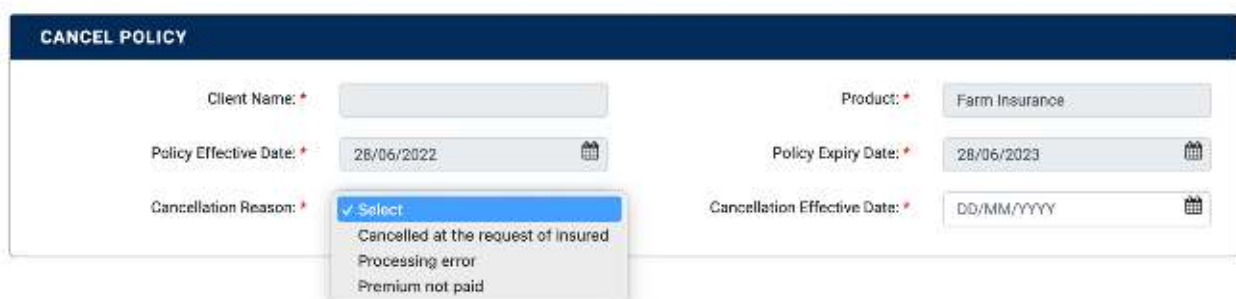 CANCEL POLICY
Client Name: * Product: * Farm Insurance
Policy Effective Date: * 28/06/2022 Policy Expiry Date: * 28/06/2023
Cancellation Reason: * ✓ Select Cancellation Effective Date: * DD/MM/YYYY
Cancelled at the request of insured
Processing error
Premium not paid